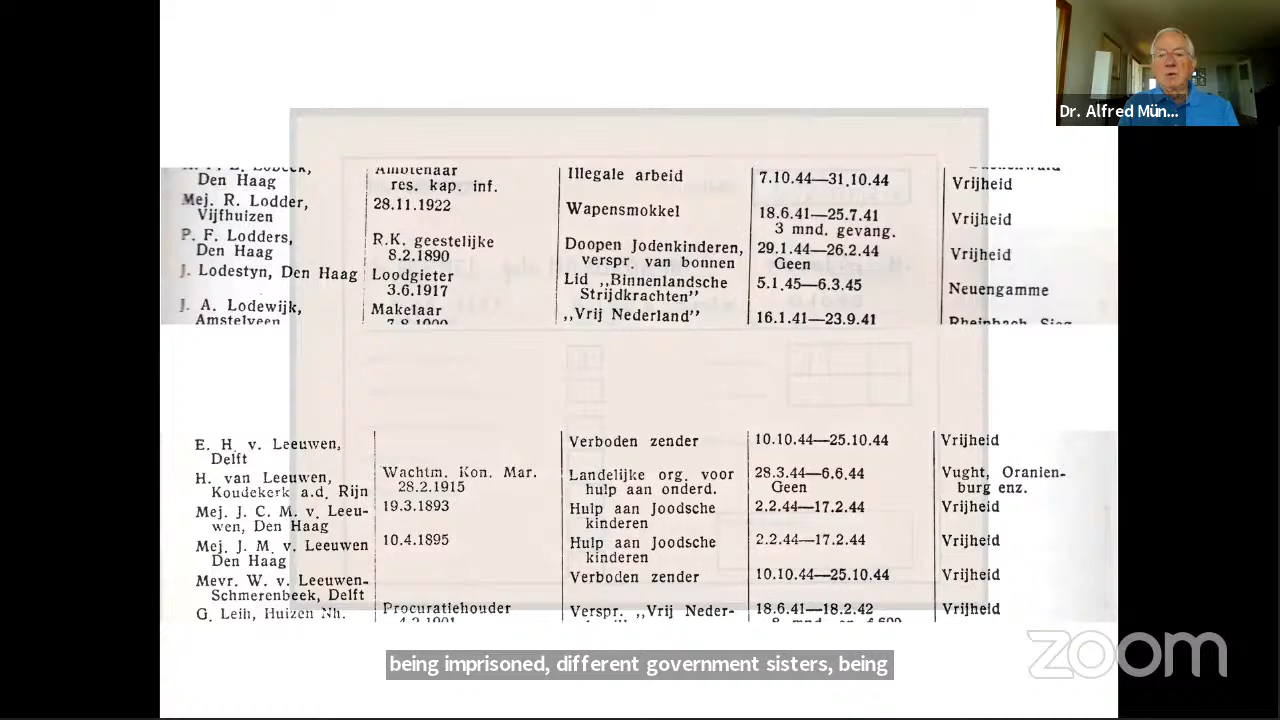 Dr. Alfred Mün...
Den Haag
Ambtenaar
res. kap. inf.
Illegale arbeid
7.10.44—31.10.44
Vrijheid
Mej. R. Lodder,
Vijfhuizen
28.11.1922
Wapensmokkel
18.6.41—25.7.41
3 mnd. gevang.
Vrijheid
P. F. Lodders,
Den Haag
R.K. geestelijke
8.2.1890
Doopen Jodenkinderen,
verspr. van bonnen
29.1.44—26.2.44
Geen
Vrijheid
J. Lodestyn, Den Haag
Loodgieter
3.6.1917
Lid „Binnenlandsche
Strijdkrachten”
5.1.45—6.3.45
Neuengamme
J. A. Lodewijk,
Amstelveen
Makelaar
„Vrij Nederland”
16.1.41—23.9.41
Rheinbach
E. H. v. Leeuwen,
Delft
Verboden zender
10.10.44—25.10.44
Vrijheid
H. van Leeuwen,
Koudekerk a.d. Rijn
Wachtm. Kon. Mar.
28.2.1915
Landelijke org. voor
hulp aan onderd.
28.3.44—6.6.44
Geen
Vught, Oranien-
burg enz.
Mej. J. C. M. v. Leeu-
wen, Den Haag
19.3.1893
Hulp aan Joodsche
kinderen
2.2.44—17.2.44
Vrijheid
Mej. J. M. v. Leeuwen
Den Haag
10.4.1895
Hulp aan Joodsche
kinderen
2.2.44—17.2.44
Vrijheid
Mevr. W. v. Leeuwen-
Schmerenbeek, Delft
Verboden zender
10.10.44—25.10.44
Vrijheid
G. Leih, Huizen Nh.
Procuratiehouder
Verspr. „Vrij Neder-
18.6.41—18.2.42
Vrijheid
being imprisoned, different government sisters, being
zoom